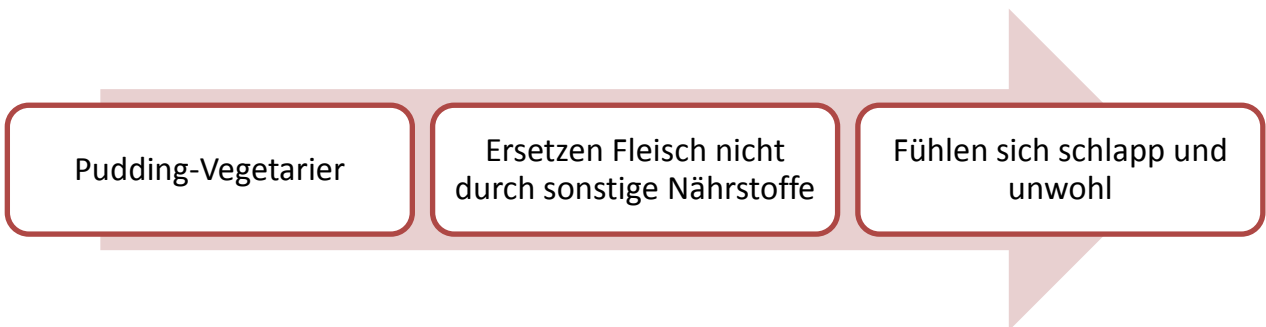 Pudding-Vegetarier
Ersetzen Fleisch nicht
durch sonstige Nährstoffe
Fühlen sich schlapp und
unwohl